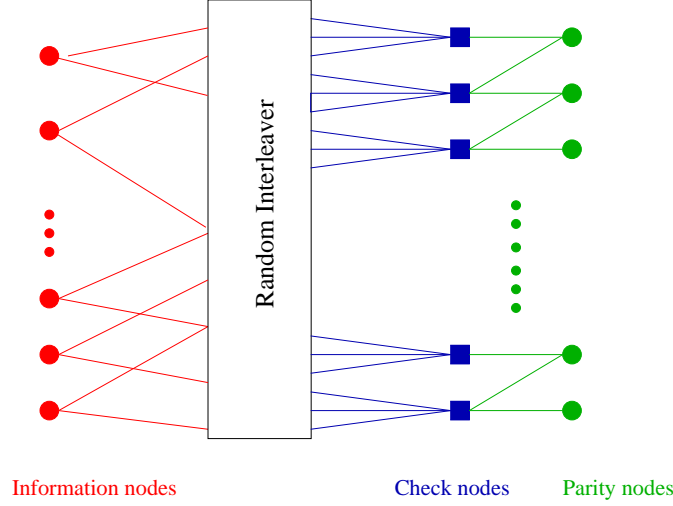 Random Interleaver
Information nodes
Check nodes
Parity nodes